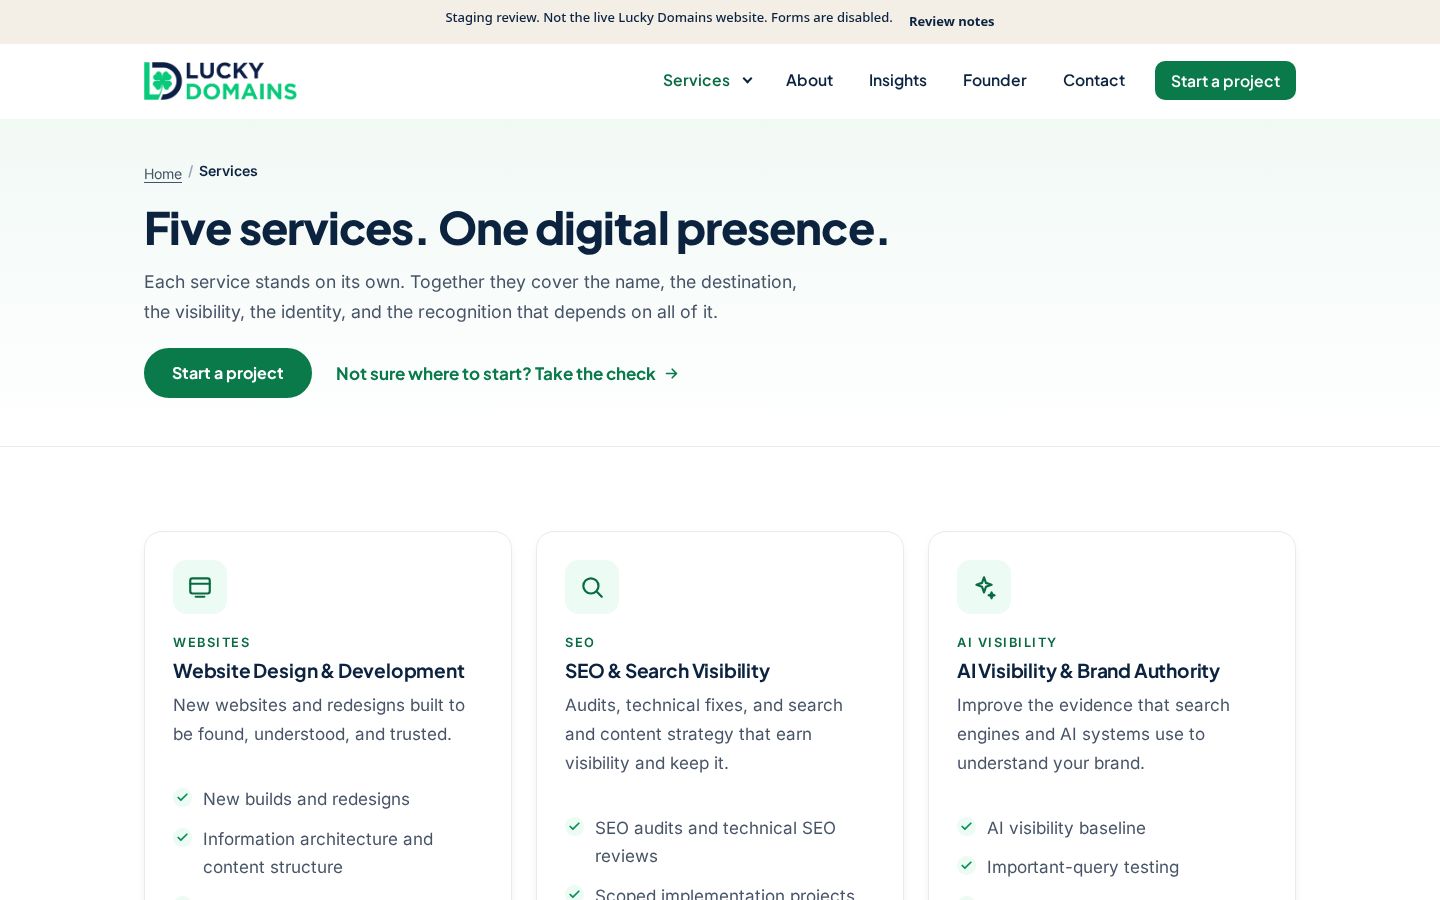 Staging review. Not the live Lucky Domains website. Forms are disabled. Review notes
LUCKY
DOMAINS
Services
About
Insights
Founder
Contact
Start a project
Home / Services
Five services. One digital presence.
Each service stands on its own. Together they cover the name, the destination,
the visibility, the identity, and the recognition that depends on all of it.
Start a project
Not sure where to start? Take the check →
WEBSITES
Website Design & Development
New websites and redesigns built to
be found, understood, and trusted.
New builds and redesigns
Information architecture and
content structure
SEO
SEO & Search Visibility
Audits, technical fixes, and search
and content strategy that earn
visibility and keep it.
SEO audits and technical SEO
reviews
Scoped implementation projects
AI VISIBILITY
AI Visibility & Brand Authority
Improve the evidence that search
engines and AI systems use to
understand your brand.
AI visibility baseline
Important-query testing